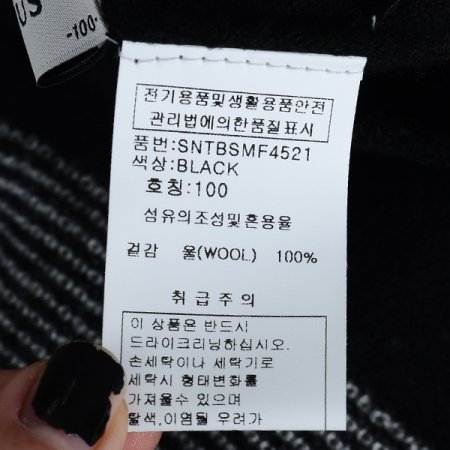 US
-100-
전기용품및생활용품안전
관리법에의한품질표시
품번:SNTBSMF4521
색상:BLACK
호칭:100
섬유의조성및혼용율
겉감 울(WOOL) 100%
취급주의
이 상품은 반드시
드라이크리닝하십시오.
손세탁이나 세탁기로
세탁시 형태변화를
가져올수 있으며
탈색,이염될 우려가